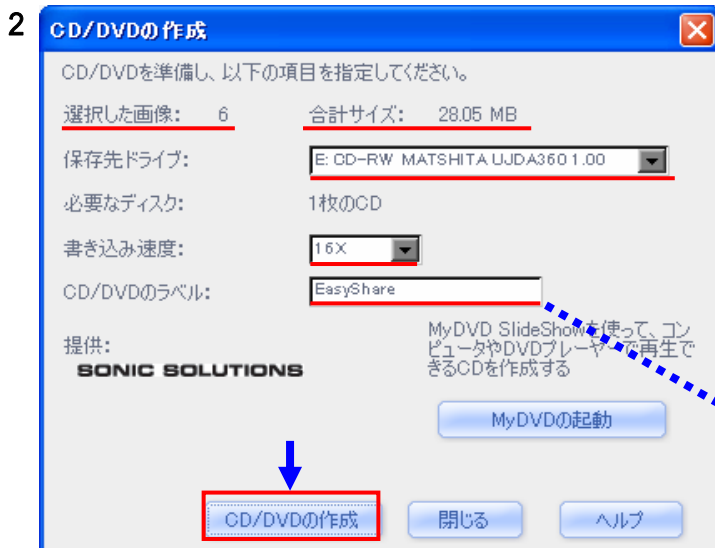 2
CD/DVDの作成
CD/DVDを準備し、以下の項目を指定してください。
選択した画像: 6 合計サイズ: 28.05 MB
保存先ドライブ: E: CD-RW MATSHITA UJDA360 1.00
必要なディスク: 1枚のCD
書き込み速度: 16X
CD/DVDのラベル: EasyShare
提供:
SONIC SOLUTIONS
MyDVD SlideShowを使って、コン
ピュータやDVDプレーヤーで再生で
きるCDを作成する
MyDVDの起動
CD/DVDの作成 閉じる ヘルプ